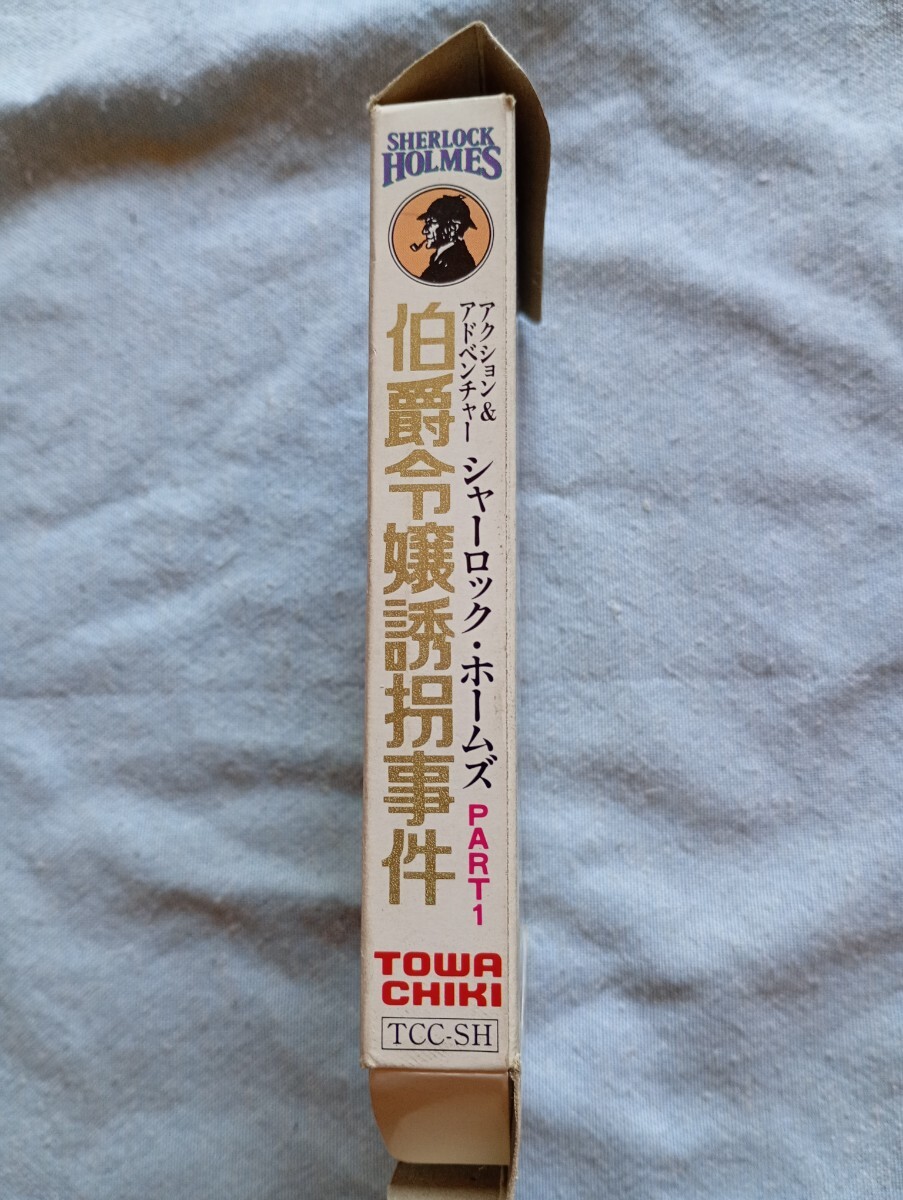 SHERLOCK
HOLMES
アクション&
アドベンチャー
シャーロック・ホームズ
PART1
伯爵令嬢誘拐事件
TOWA
CHIKI
TCC-SH